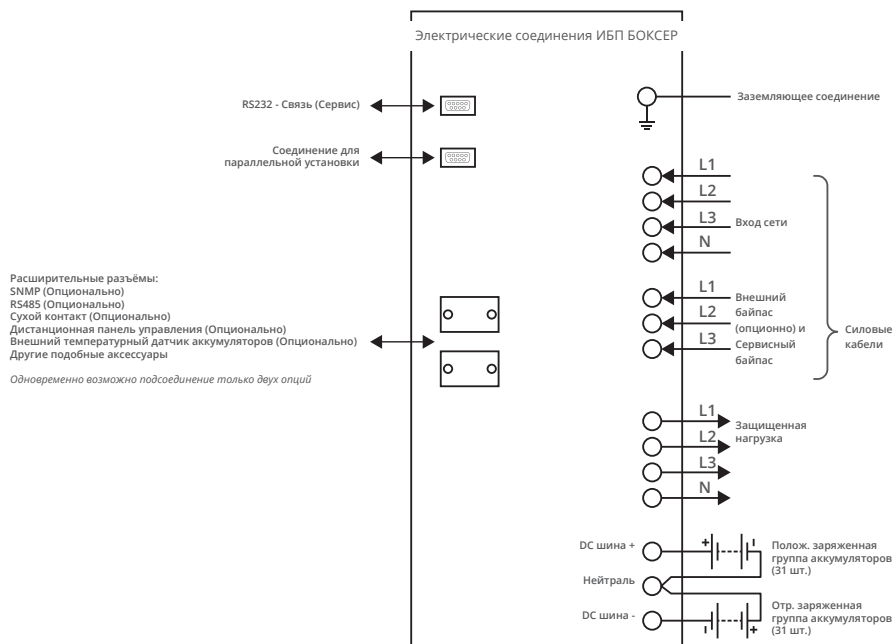 Электрические соединения ИБП БОКСЕР
RS232 - Связь (Сервис)
Соединение для
параллельной установки
Расширительные разъёмы:
SNMP (Опционально)
RS485 (Опционально)
Сухой контакт (Опционально)
Дистанционная панель управления (Опционально)
Внешний температурный датчик аккумуляторов (Опционально)
Другие подобные аксессуары
Одновременно возможно подсоединение только двух опций
Заземляющее соединение
L1
L2
L3
N
Вход сети
L1
L2
L3
Внешний
байпас
(опционно) и
Сервисный
байпас
Силовые
кабели
L1
L2
L3
N
Защищенная
нагрузка
DC шина +
Нейтраль
DC шина -
+
Полож. заряженная
группа аккумуляторов
(31 шт.)
Отр. заряженная
группа аккумуляторов
(31 шт.)
+